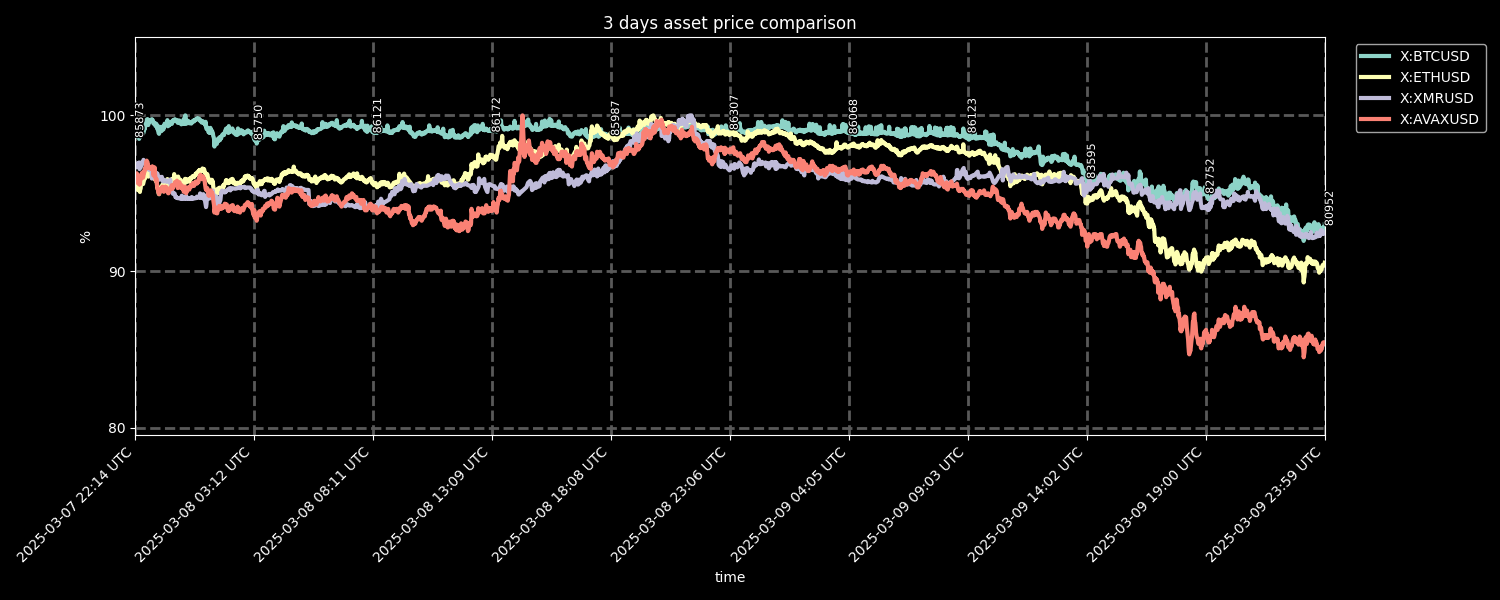 3 days asset price comparison
X:BTCUSD
X:ETHUSD
X:XMRUSD
X:AVAXUSD
100
90
80
%
85873
85750
86121
86172
85987
86307
86068
86123
83595
82752
80952
2025-03-07 22:14 UTC
2025-03-08 03:12 UTC
2025-03-08 08:11 UTC
2025-03-08 13:09 UTC
2025-03-08 18:08 UTC
2025-03-08 23:06 UTC
2025-03-09 04:05 UTC
2025-03-09 09:03 UTC
2025-03-09 14:02 UTC
2025-03-09 19:00 UTC
2025-03-09 23:59 UTC
time